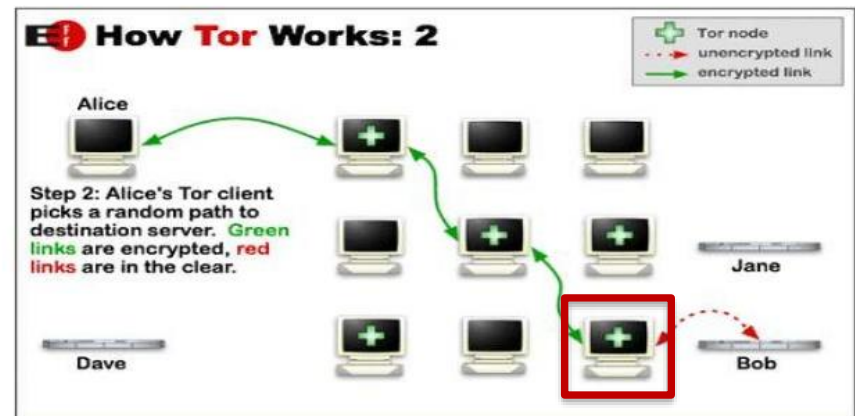 How Tor Works: 2
Tor node
unencrypted link
encrypted link
Alice
Step 2: Alice's Tor client
picks a random path to
destination server. Green
links are encrypted, red
links are in the clear.
Jane
Dave
Bob